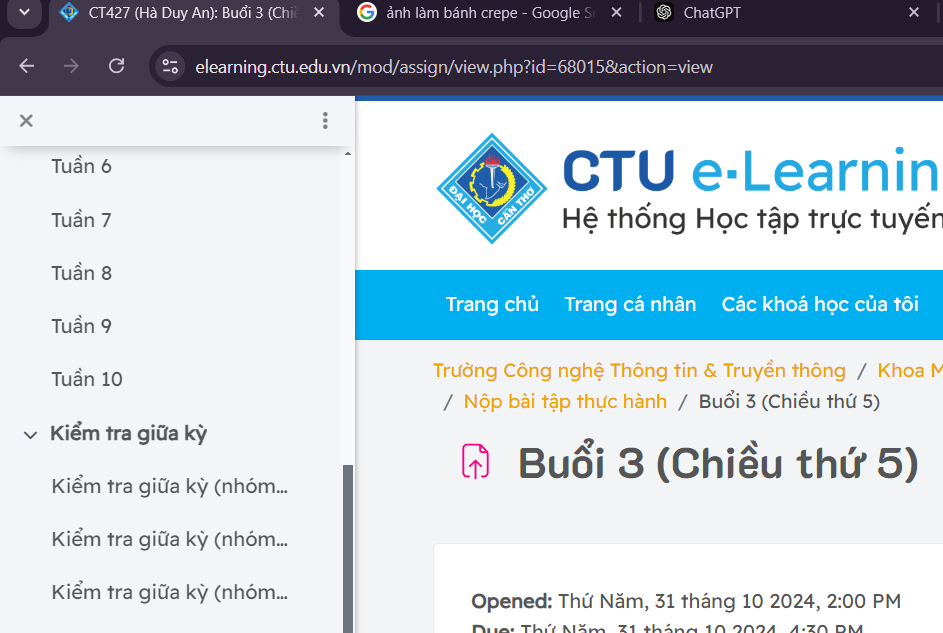 CT427 (Hà Duy An): Buổi 3 (Chi
ảnh làm bánh crepe - Google S
ChatGPT
elearning.ctu.edu.vn/mod/assign/view.php?id=68015&action=view
Tuần 6
Tuần 7
Tuần 8
Tuần 9
Tuần 10
Kiểm tra giữa kỳ
Kiểm tra giữa kỳ (nhóm...
Kiểm tra giữa kỳ (nhóm...
Kiểm tra giữa kỳ (nhóm...
ĐẠI HỌC CẦN THƠ
CTU e-Learnin
Hệ thống Học tập trực tuyến
Trang chủ Trang cá nhân Các khoá học của tôi
Trường Công nghệ Thông tin & Truyền thông / Khoa M
/ Nộp bài tập thực hành / Buổi 3 (Chiều thứ 5)
Buổi 3 (Chiều thứ 5)
Opened: Thứ Năm, 31 tháng 10 2024, 2:00 PM
Due: Thứ Năm, 31 tháng 10 2024, 4:30 PM